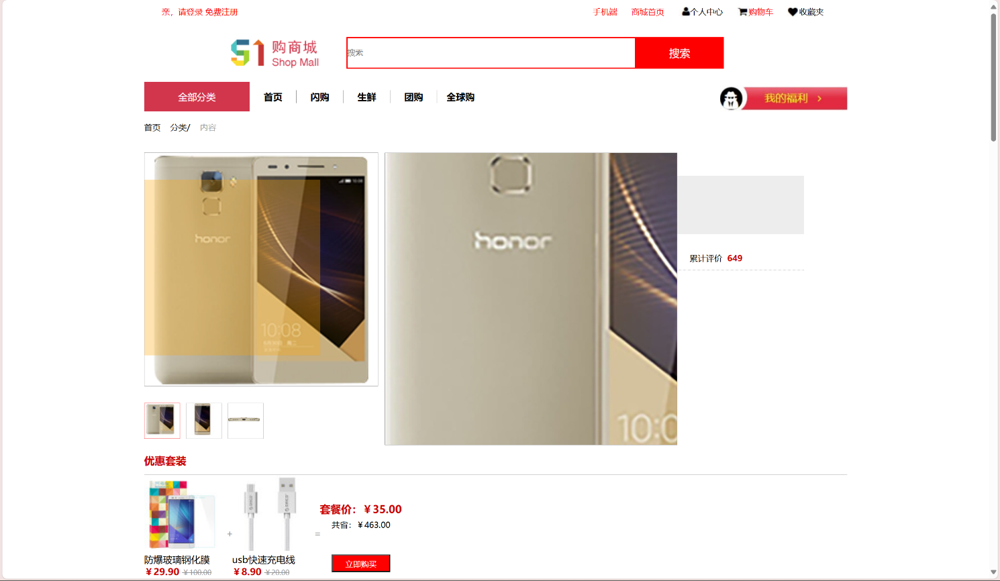 亲，请登录 免费注册
手机端 商城首页 个人中心 购物车 收藏夹
S1 购商城
Shop Mall
搜索 搜索
全部分类 首页 闪购 生鲜 团购 全球购 我的福利 >
首页 分类/ 内容
honor
10:08
honor
10:0
累计评价 649
优惠套装
+ =
套餐价：￥35.00
共省：￥463.00
立即购买
防爆玻璃钢化膜 usb快速充电线
￥29.90 ￥100.00 ￥8.90 ￥20.00